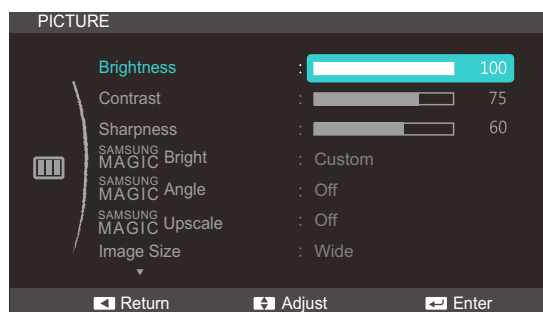 PICTURE
Brightness : 100
Contrast : 75
Sharpness : 60
SAMSUNG MAGIC Bright : Custom
SAMSUNG MAGIC Angle : Off
SAMSUNG MAGIC Upscale : Off
Image Size : Wide
Return Adjust Enter